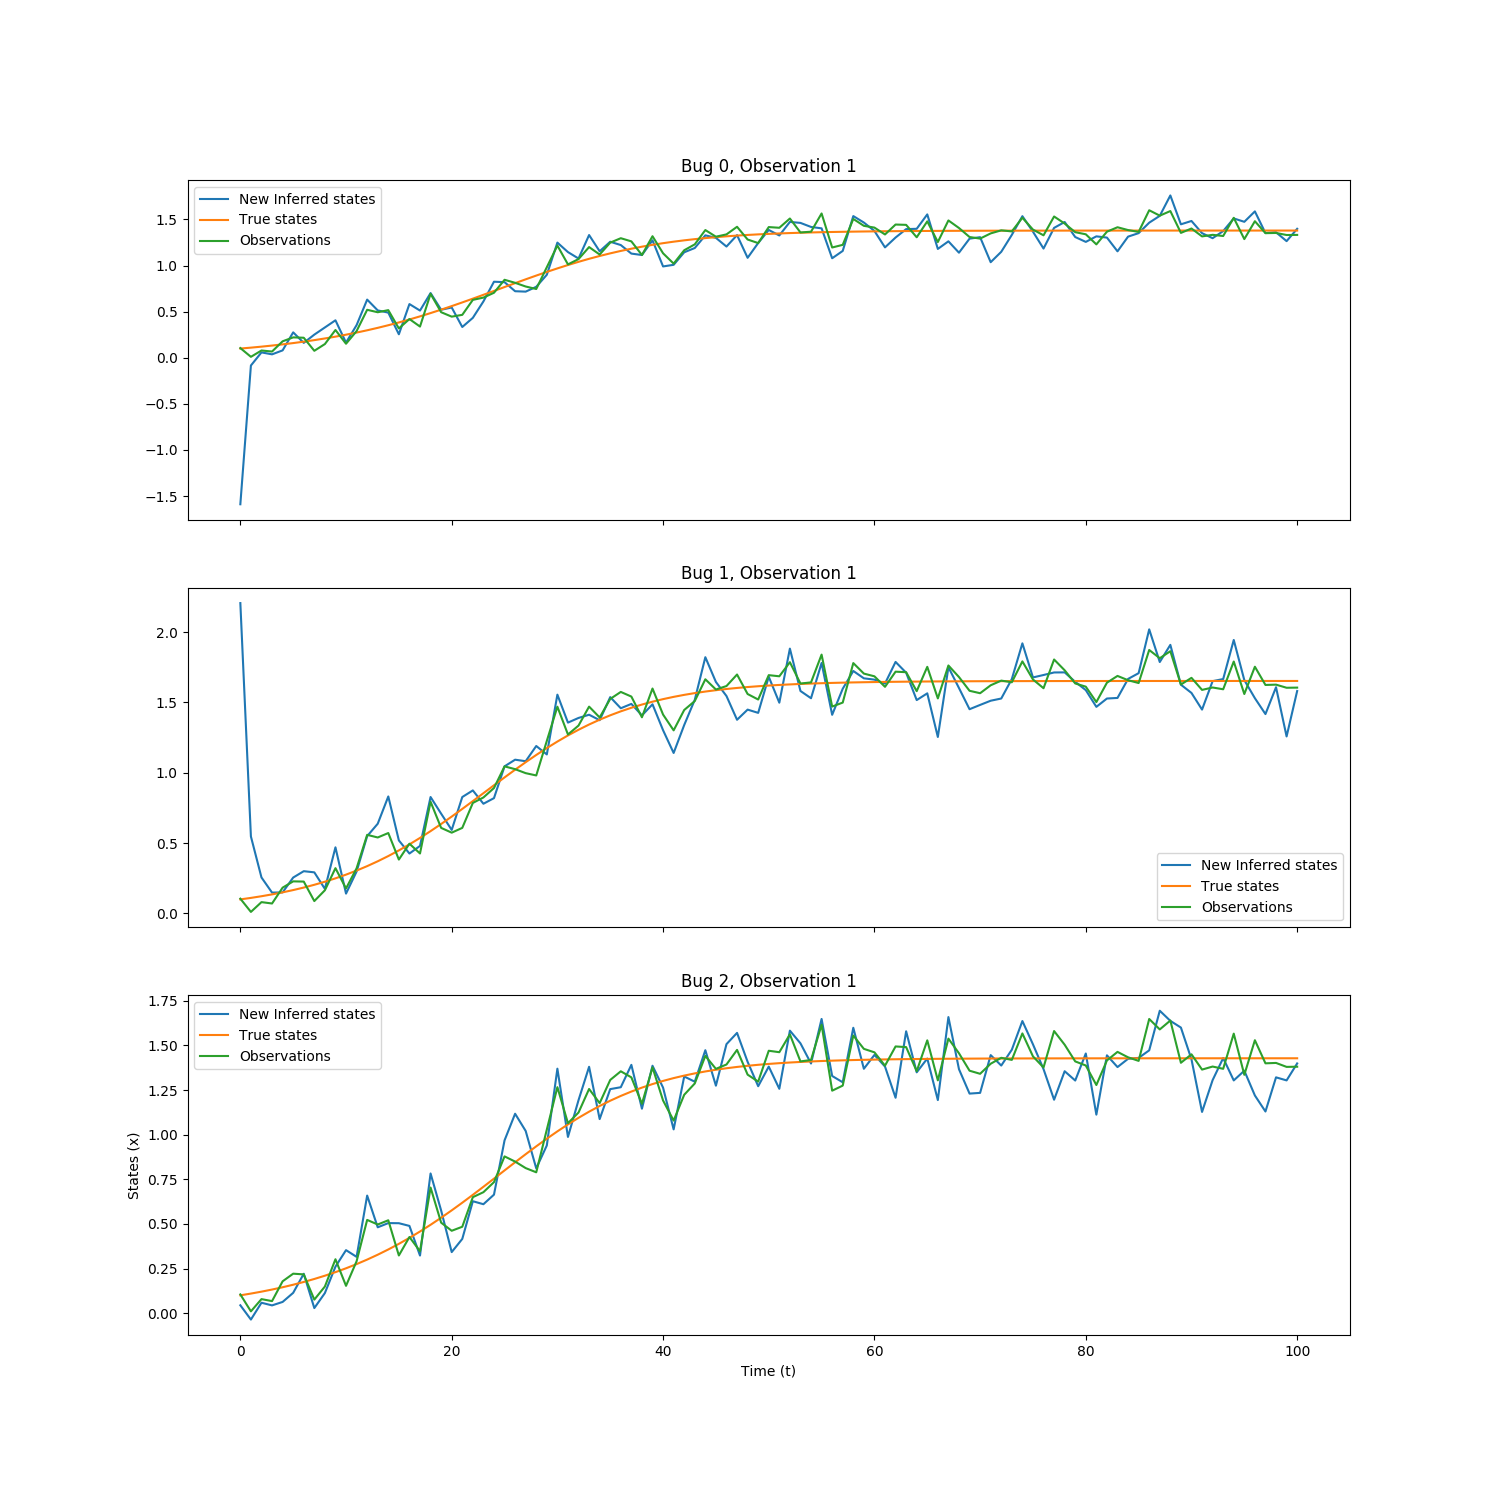 Bug 0, Observation 1
New Inferred states
True states
Observations
1.5
1.0
0.5
0.0
−0.5
−1.0
−1.5
Bug 1, Observation 1
2.0
1.5
1.0
0.5
0.0
New Inferred states
True states
Observations
Bug 2, Observation 1
New Inferred states
True states
Observations
1.75
1.50
1.25
1.00
0.75
0.50
0.25
0.00
States (x)
0 20 40 60 80 100
Time (t)